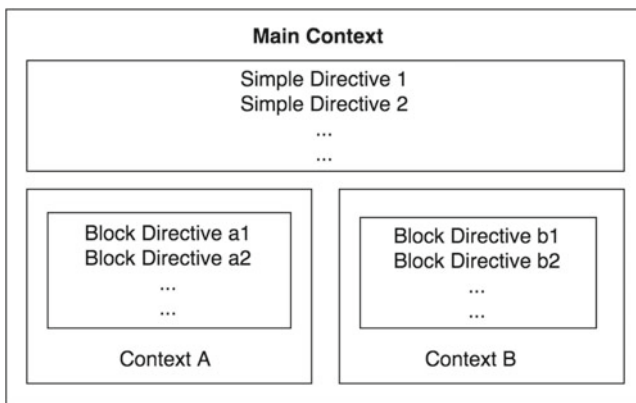 Main Context
Simple Directive 1
Simple Directive 2
...
...
Block Directive a1
Block Directive a2
...
...
Context A
Block Directive b1
Block Directive b2
...
...
Context B